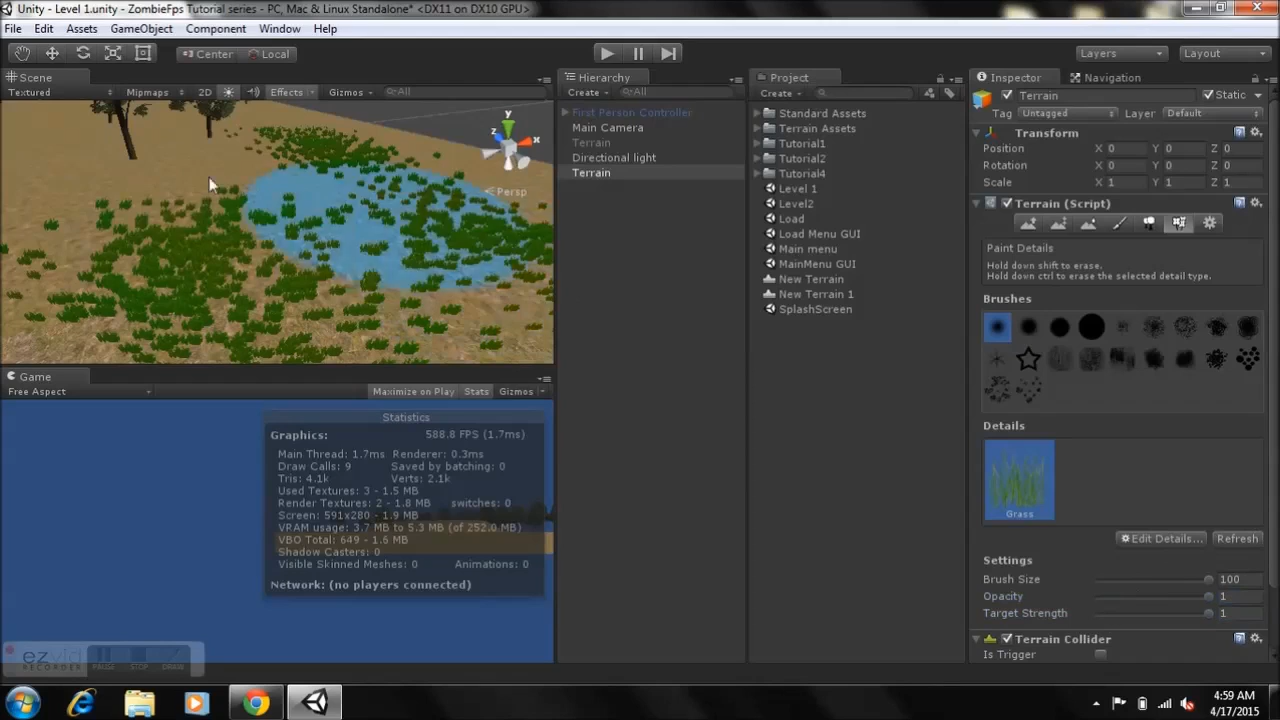 Unity - Level 1.unity - ZombieFps Tutorial series - PC, Mac & Linux Standalone* <DX11 on DX10 GPU>
File Edit Assets GameObject Component Window Help
Center Local Layers Layout
Scene
Textured Mipmaps 2D Effects Gizmos All
y
z x
Persp
Game
Free Aspect Maximize on Play Stats Gizmos
Statistics
Graphics: 588.8 FPS (1.7ms)
Main Thread: 1.7ms Renderer: 0.3ms
Draw Calls: 9 Saved by batching: 0
Tris: 4.1k Verts: 2.1k
Used Textures: 3 - 1.5 MB
Render Textures: 2 - 1.8 MB switches: 0
Screen: 591x280 - 1.9 MB
VRAM usage: 3.7 MB to 5.3 MB (of 252.0 MB)
VBO Total: 649 - 1.6 MB
Shadow Casters: 0
Visible Skinned Meshes: 0 Animations: 0
Network: (no players connected)
ezvid
RECORDER
PAUSE STOP DRAW
Hierarchy
Create All
First Person Controller
Main Camera
Terrain
Directional light
Terrain
Project
Create
Standard Assets
Terrain Assets
Tutorial1
Tutorial2
Tutorial4
Level 1
Level2
Load
Load Menu GUI
Main menu
MainMenu GUI
New Terrain
New Terrain 1
SplashScreen
Inspector Navigation
Terrain Static
Tag Untagged Layer Default
Transform
Position X 0 Y 0 Z 0
Rotation X 0 Y 0 Z 0
Scale X 1 Y 1 Z 1
Terrain (Script)
Paint Details
Hold down shift to erase.
Hold down ctrl to erase the selected detail type.
Brushes
Details
Grass
Edit Details... Refresh
Settings
Brush Size 100
Opacity 1
Target Strength 1
Terrain Collider
Is Trigger
4:59 AM
4/17/2015